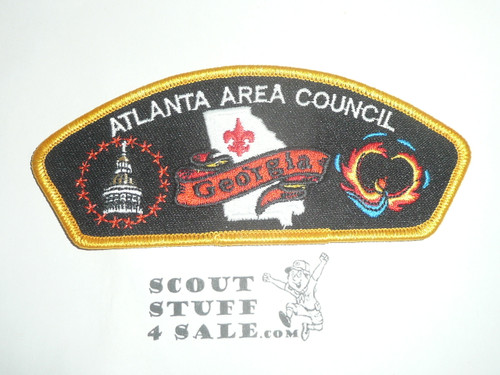 ATLANTA AREA COUNCIL
Georgia
SCOUT
STUFF
4 SALE.COM